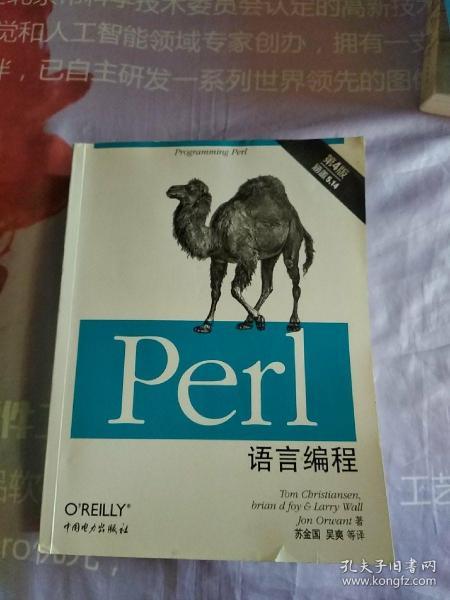 觉和人工智能领域专家创办，拥有一支
已自主研发一系列世界领先的图像
Programming Perl
第4版
涵盖5.14
Perl
语言编程
Tom Christiansen,
brian d foy & Larry Wall
Jon Orwant 著
苏金国 吴爽 等译
O'REILLY®
中国电力出版社
工艺
孔夫子旧书网
www.kongfz.com